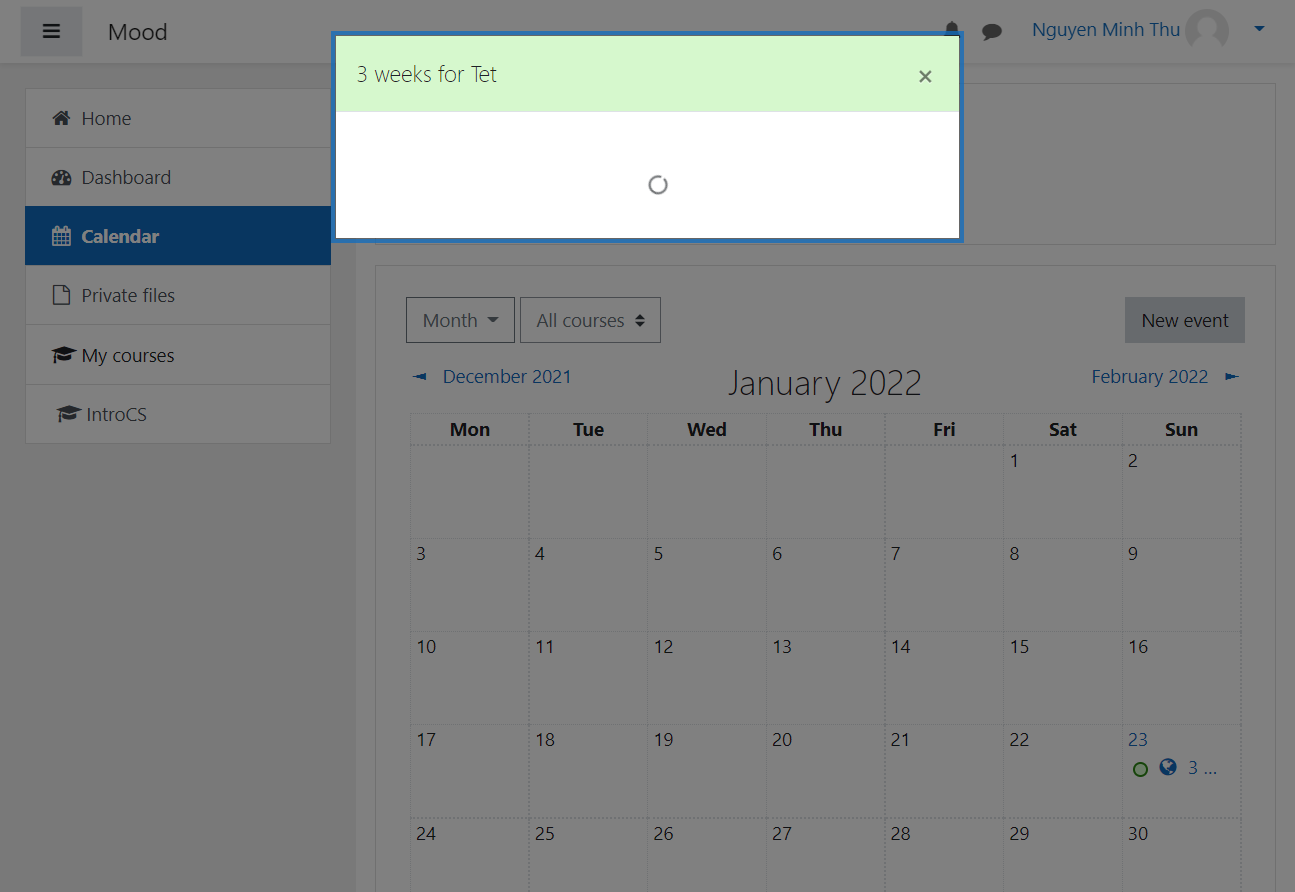 Mood
Nguyen Minh Thu
3 weeks for Tet
×
Home
Dashboard
Calendar
Private files
My courses
IntroCS
Month All courses New event
◄ December 2021 January 2022 February 2022 ►
Mon Tue Wed Thu Fri Sat Sun
1 2
3 4 5 6 7 8 9
10 11 12 13 14 15 16
17 18 19 20 21 22 23
3 ...
24 25 26 27 28 29 30